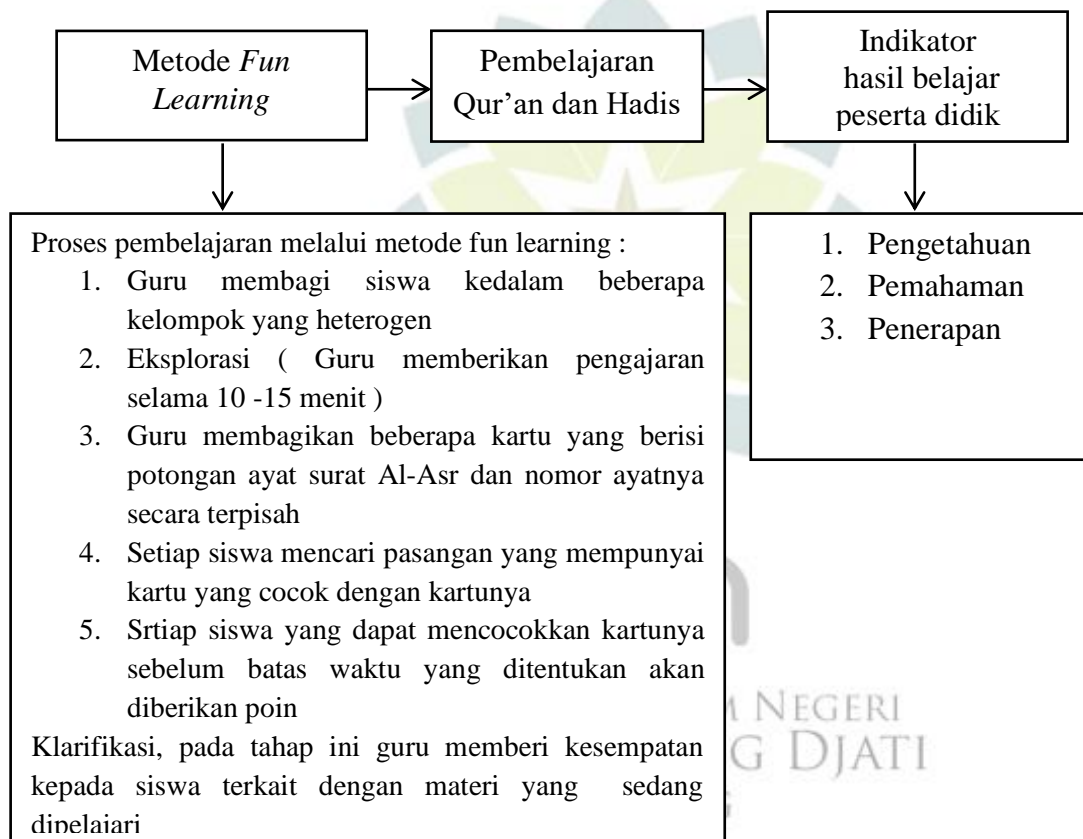 Metode Fun
Learning
Pembelajaran
Qur’an dan Hadis
Indikator
hasil belajar
peserta didik
Proses pembelajaran melalui metode fun learning :
1. Guru membagi siswa kedalam beberapa
kelompok yang heterogen
2. Eksplorasi ( Guru memberikan pengajaran
selama 10 -15 menit )
3. Guru membagikan beberapa kartu yang berisi
potongan ayat surat Al-Asr dan nomor ayatnya
secara terpisah
4. Setiap siswa mencari pasangan yang mempunyai
kartu yang cocok dengan kartunya
5. Srtiap siswa yang dapat mencocokkan kartunya
sebelum batas waktu yang ditentukan akan
diberikan poin
Klarifikasi, pada tahap ini guru memberi kesempatan
kepada siswa terkait dengan materi yang sedang
dipelajari
1. Pengetahuan
2. Pemahaman
3. Penerapan
NEGERI
G DJATI